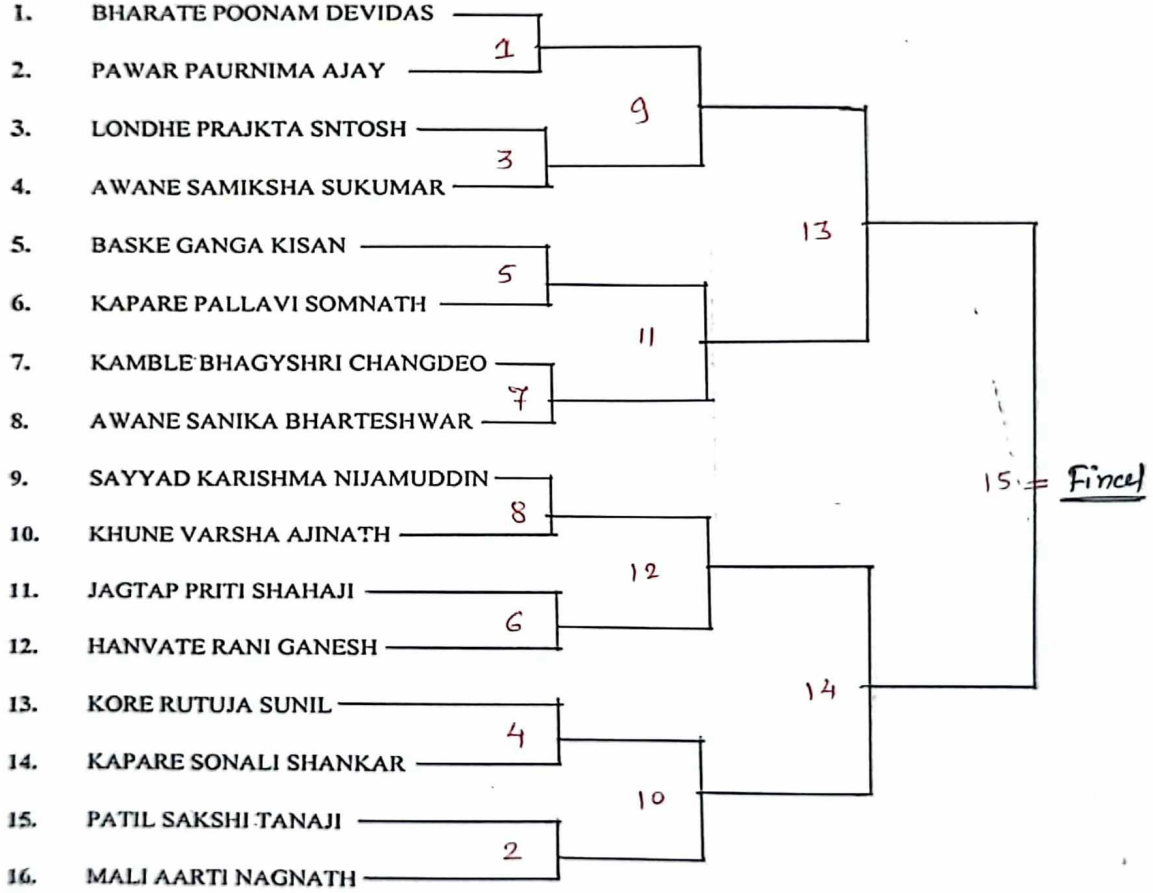 1. BHARATE POONAM DEVIDAS
1
2. PAWAR PAURNIMA AJAY
9
3. LONDHE PRAJKTA SNTOSH
3
4. AWANE SAMIKSHA SUKUMAR
13
5. BASKE GANGA KISAN
5
6. KAPARE PALLAVI SOMNATH
11
7. KAMBLE BHAGYSHRI CHANGDEO
7
8. AWANE SANIKA BHARTESHWAR
9. SAYYAD KARISHMA NIJAMUDDIN
15 = Fincel
8
10. KHUNE VARSHA AJINATH
12
11. JAGTAP PRITI SHAHAJI
6
12. HANVATE RANI GANESH
14
13. KORE RUTUJA SUNIL
4
14. KAPARE SONALI SHANKAR
10
15. PATIL SAKSHI TANAJI
2
16. MALI AARTI NAGNATH